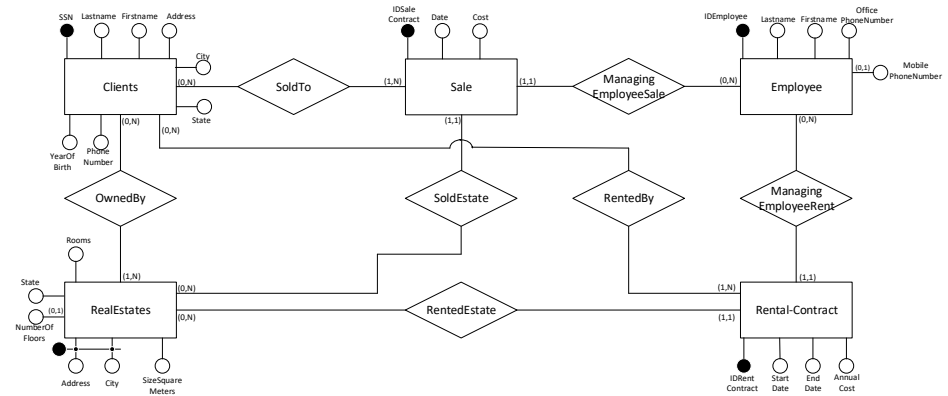 SSN
Lastname
Firstname
Address
City
Clients
(0,N)
State
(0,N)
(0,N)
YearOf
Birth
Phone
Number
SoldTo
IDSale
Contract
Date
Cost
(1,N)
Sale
(1,1)
(1,1)
Managing
EmployeeSale
IDEmployee
Lastname
Firstname
Office
PhoneNumber
(0,1)
Mobile
PhoneNumber
(0,N)
Employee
(0,N)
OwnedBy
SoldEstate
RentedBy
Managing
EmployeeRent
Rooms
State
(0,1)
NumberOf
Floors
(1,N)
(0,N)
RealEstates
(0,N)
Address
City
SizeSquare
Meters
RentedEstate
(1,1)
(1,N)
(1,1)
Rental-Contract
IDRent
Contract
Start
Date
End
Date
Annual
Cost